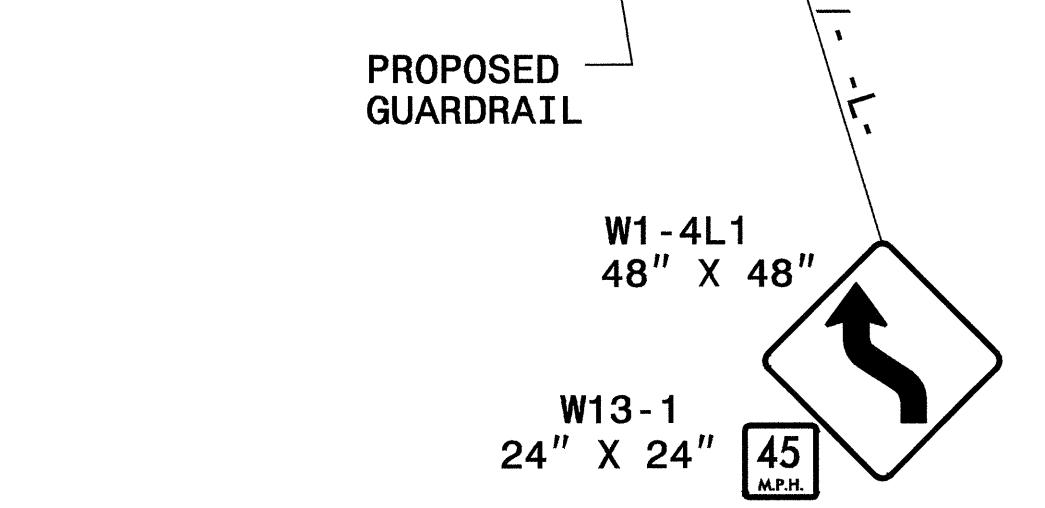 PROPOSED
GUARDRAIL
-L-
W1-4L1
48" X 48"
W13-1
24" X 24"
45
M.P.H.